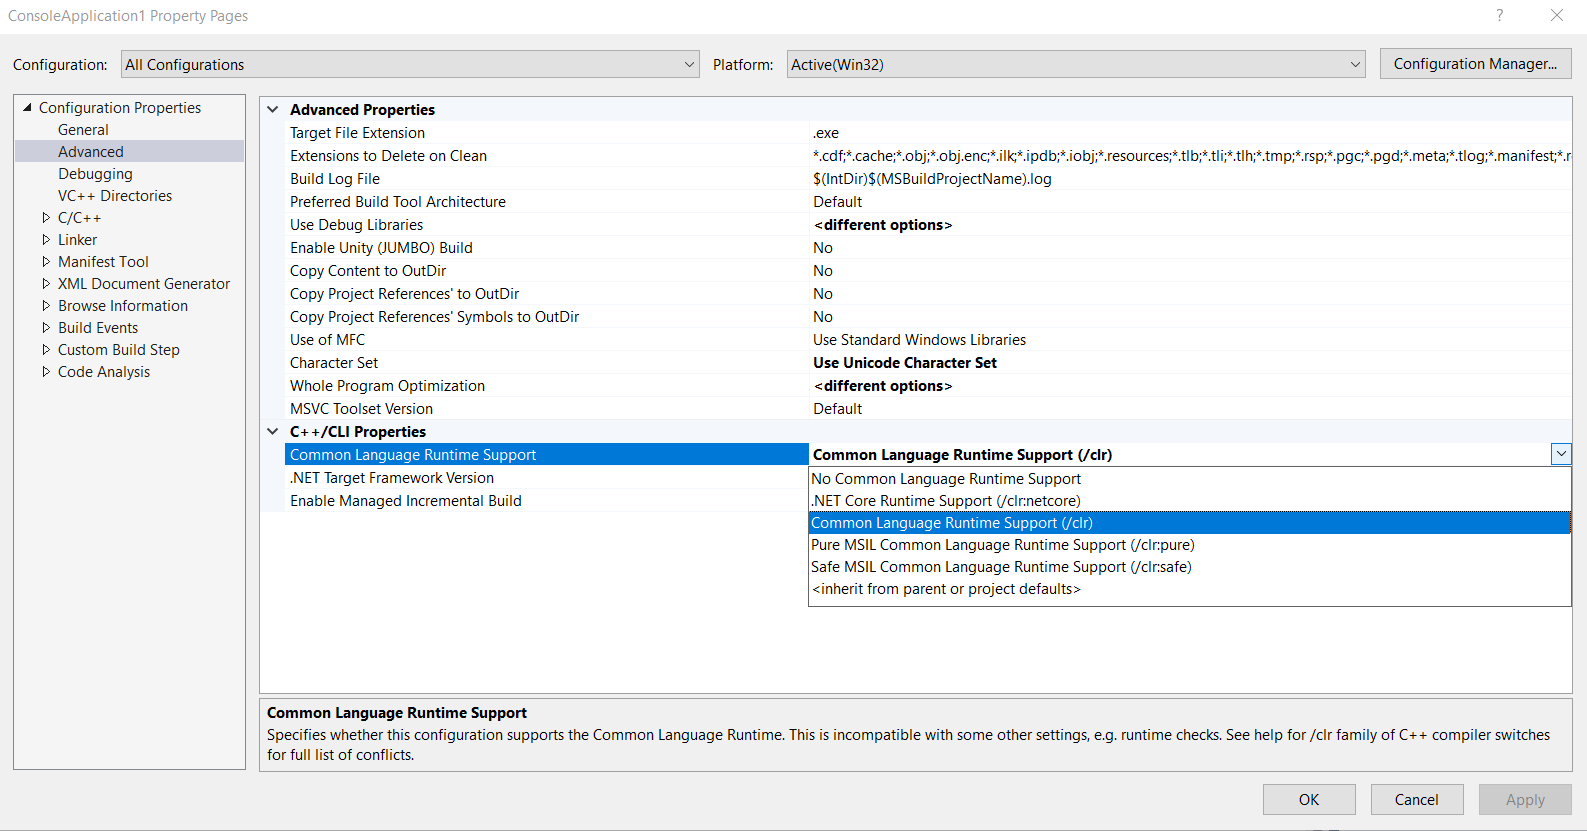 ConsoleApplication1 Property Pages
Configuration: All Configurations Platform: Active(Win32) Configuration Manager...
Configuration Properties
General
Advanced
Debugging
VC++ Directories
C/C++
Linker
Manifest Tool
XML Document Generator
Browse Information
Build Events
Custom Build Step
Code Analysis
Advanced Properties
Target File Extension .exe
Extensions to Delete on Clean *.cdf;*.cache;*.obj;*.obj.enc;*.ilk;*.ipdb;*.iobj;*.resources;*.tlb;*.tli;*.tlh;*.tmp;*.rsp;*.pgc;*.pgd;*.meta;*.tlog;*.manifest;*.r
Build Log File $(IntDir)$(MSBuildProjectName).log
Preferred Build Tool Architecture Default
Use Debug Libraries <different options>
Enable Unity (JUMBO) Build No
Copy Content to OutDir No
Copy Project References' to OutDir No
Copy Project References' Symbols to OutDir No
Use of MFC Use Standard Windows Libraries
Character Set Use Unicode Character Set
Whole Program Optimization <different options>
MSVC Toolset Version Default
C++/CLI Properties
Common Language Runtime Support Common Language Runtime Support (/clr)
.NET Target Framework Version
Enable Managed Incremental Build
No Common Language Runtime Support
.NET Core Runtime Support (/clr:netcore)
Common Language Runtime Support (/clr)
Pure MSIL Common Language Runtime Support (/clr:pure)
Safe MSIL Common Language Runtime Support (/clr:safe)
<inherit from parent or project defaults>
Common Language Runtime Support
Specifies whether this configuration supports the Common Language Runtime. This is incompatible with some other settings, e.g. runtime checks. See help for /clr family of C++ compiler switches
for full list of conflicts.
OK Cancel Apply